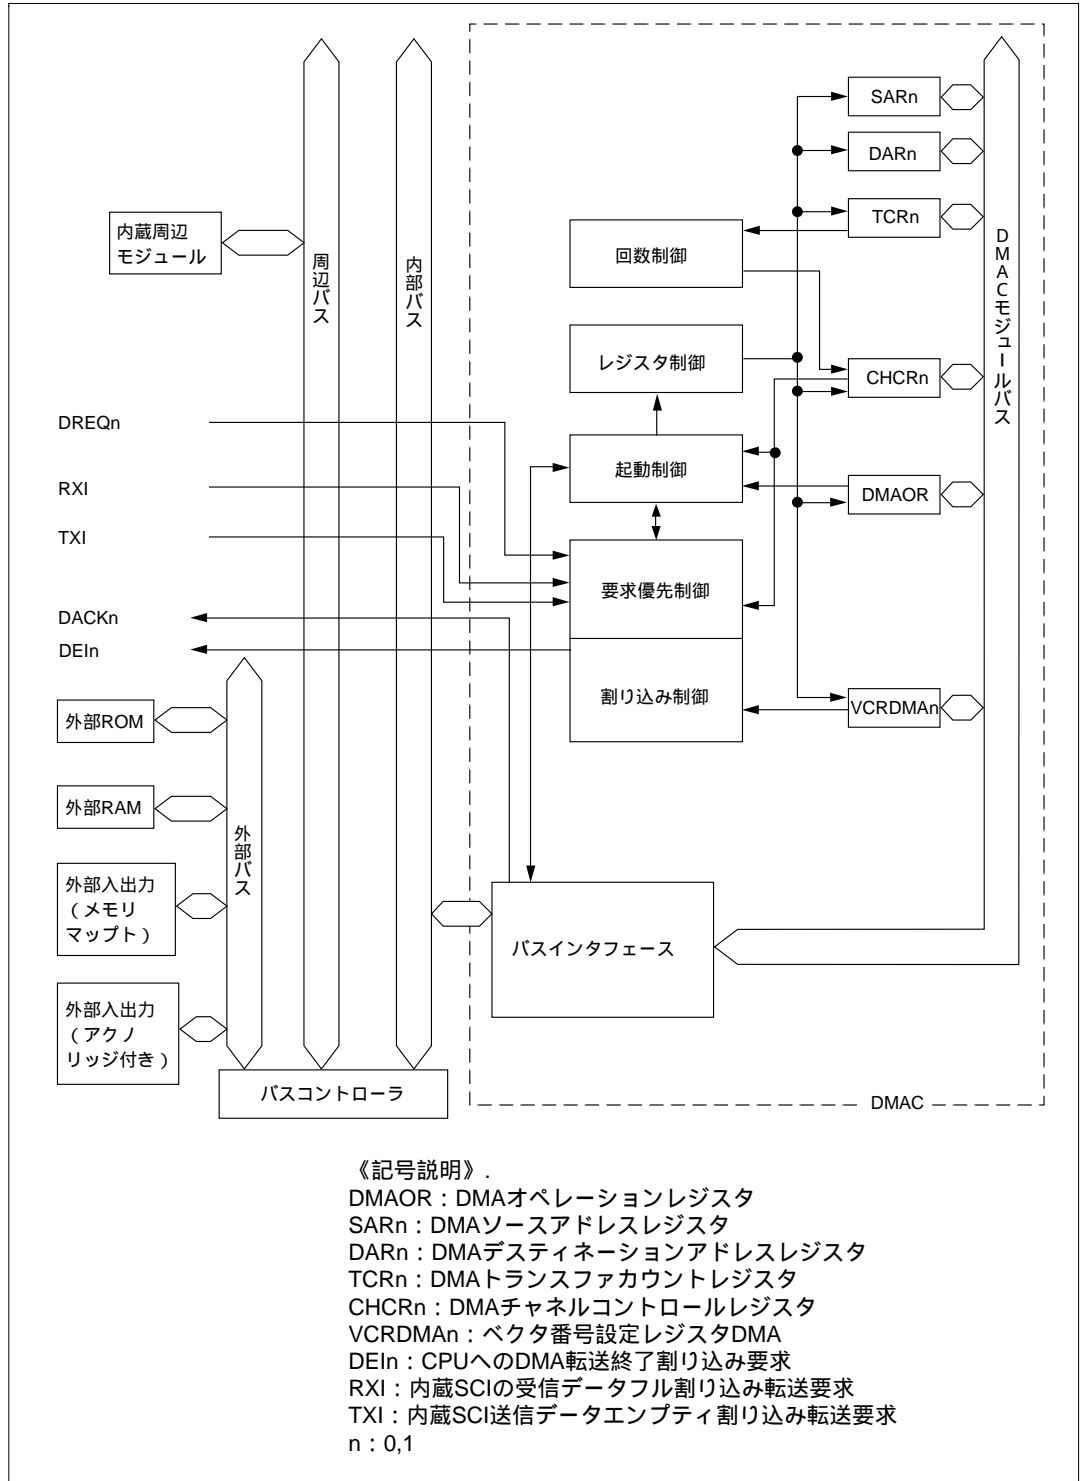 SARn
DARn
TCRn
内蔵周辺
モジュール
周辺バス
内部バス
回数制御
DMACモジュールバス
レジスタ制御
CHCRn
DREQn
起動制御
RXI
DMAOR
TXI
要求優先制御
DACKn
DEIn
割り込み制御
外部ROM
VCRDMAn
外部RAM
外部バス
外部入出力
(メモリ
マップト)
バスインタフェース
外部入出力
(アクノ
リッジ付き)
バスコントローラ
DMAC
《記号説明》.
DMAOR:DMAオペレーションレジスタ
SARn:DMAソースアドレスレジスタ
DARn:DMAデスティネーションアドレスレジスタ
TCRn:DMAトランスファカウントレジスタ
CHCRn:DMAチャネルコントロールレジスタ
VCRDMAn:ベクタ番号設定レジスタDMA
DEIn:CPUへのDMA転送終了割り込み要求
RXI:内蔵SCIの受信データフル割り込み転送要求
TXI:内蔵SCI送信データエンプティ割り込み転送要求
n:0,1